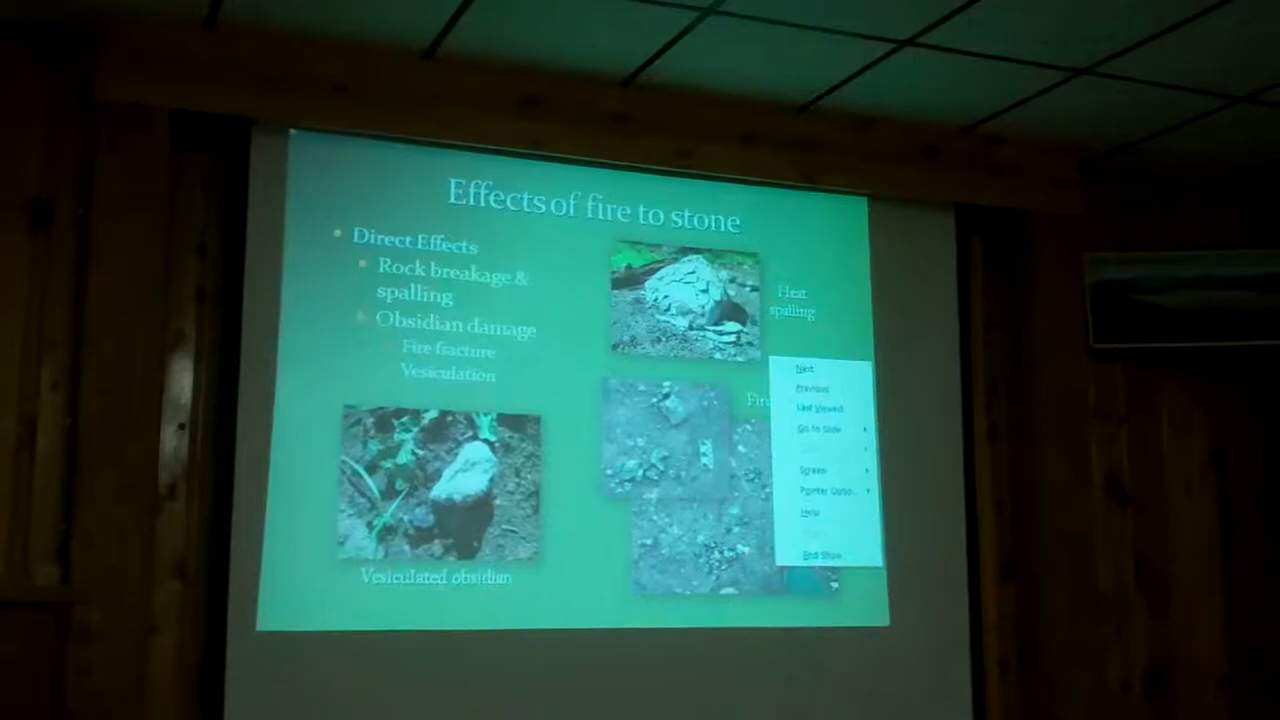 Effects of fire to stone
Direct Effects
Rock breakage &
spalling
Obsidian damage
Fire fracture
Vesiculation
Heat
spalling
Vesiculated obsidian
Next
Previous
Last Viewed
Go to Slide
Screen
Pointer Optio...
Help
End Show